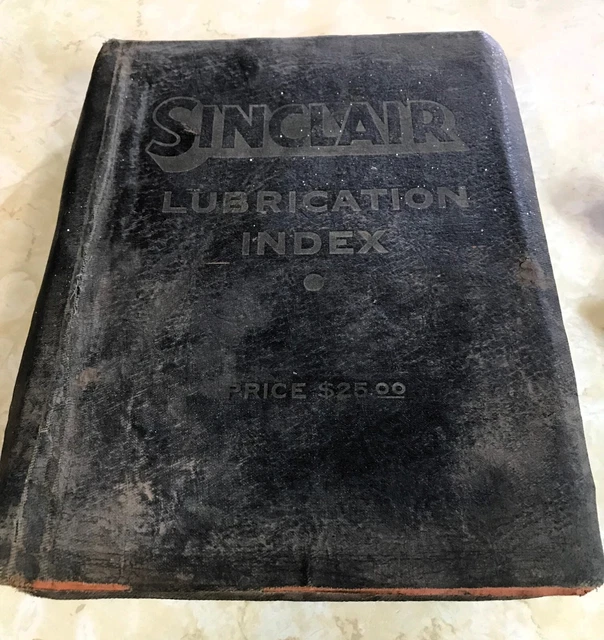 SINCLAIR
LUBRICATION
INDEX
PRICE $25.00